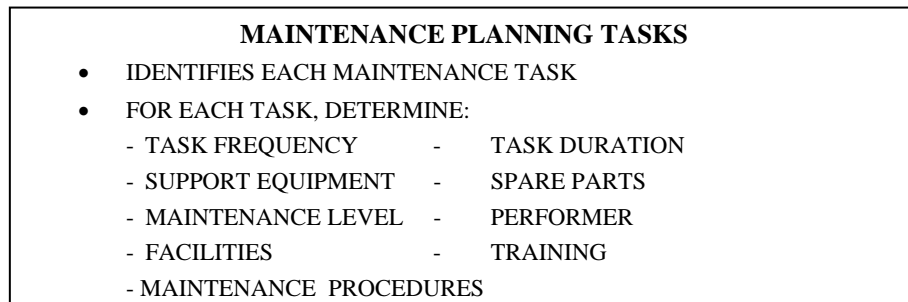 MAINTENANCE PLANNING TASKS
• IDENTIFIES EACH MAINTENANCE TASK
• FOR EACH TASK, DETERMINE:
- TASK FREQUENCY - TASK DURATION
- SUPPORT EQUIPMENT - SPARE PARTS
- MAINTENANCE LEVEL - PERFORMER
- FACILITIES - TRAINING
- MAINTENANCE PROCEDURES